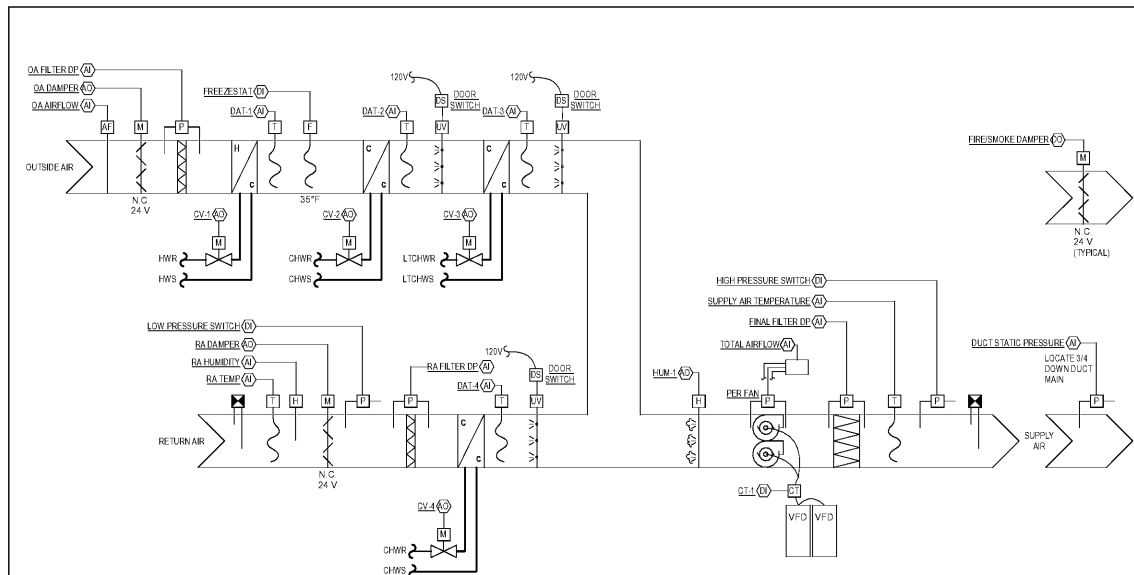 OA FILTER DP AI
OA DAMPER AO
OA AIRFLOW AI
AF
M
P
OUTSIDE AIR
N.C.
24 V
FREEZESTAT DI
DAT-1 AI
T
F
H
C
35°F
CV-1 AO
M
HWR
HWS
DAT-2 AI
T
120V
DS
DOOR
SWITCH
UV
C
C
CV-2 AO
M
CHWR
CHWS
DAT-3 AI
T
120V
DS
DOOR
SWITCH
UV
C
C
CV-3 AO
M
LTCHWR
LTCHWS
FIRE/SMOKE DAMPER DO
M
N.C.
24 V
(TYPICAL)
LOW PRESSURE SWITCH DI
RA DAMPER AO
RA HUMIDITY AI
RA TEMP AI
T
H
M
P
P
RETURN AIR
N.C.
24 V
RA FILTER DP AI
DAT-4 AI
T
120V
DS
DOOR
SWITCH
UV
C
C
CV-4 AO
M
CHWR
CHWS
HIGH PRESSURE SWITCH DI
SUPPLY AIR TEMPERATURE AI
FINAL FILTER DP AI
TOTAL AIRFLOW AI
HUM-1 AO
H
PER FAN
P
P
T
P
CT-1 DI
CT
VFD
VFD
SUPPLY
AIR
DUCT STATIC PRESSURE AI
LOCATE 3/4
DOWN DUCT
MAIN
P